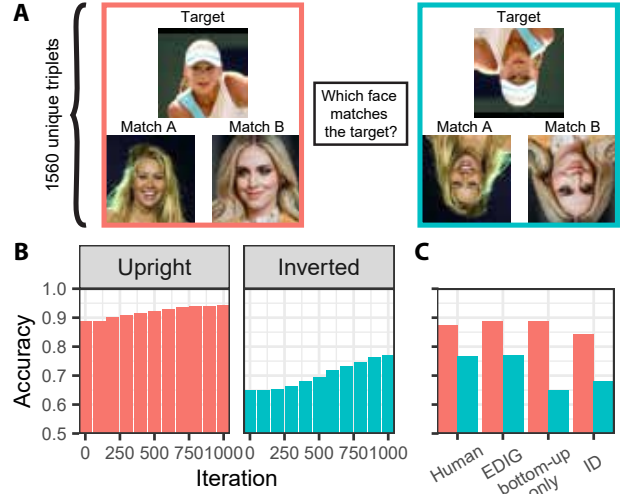 A
1560 unique triplets
Target
Match A
Match B
Which face
matches
the target?
Target
Match A
Match B
B
Upright
Inverted
Accuracy
1.0
0.9
0.8
0.7
0.6
0.5
0 250 500 750 1000
0 250 500 750 1000
Iteration
C
Human
EDIG
bottom-up
only
ID